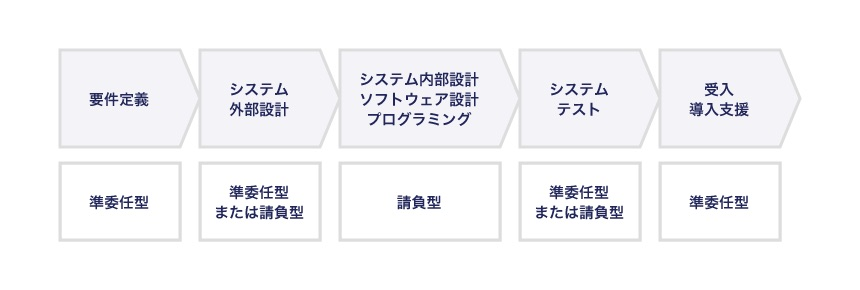 要件定義
システム
外部設計
システム内部設計
ソフトウェア設計
プログラミング
システム
テスト
受入
導入支援
準委任型
準委任型
または請負型
請負型
準委任型
または請負型
準委任型